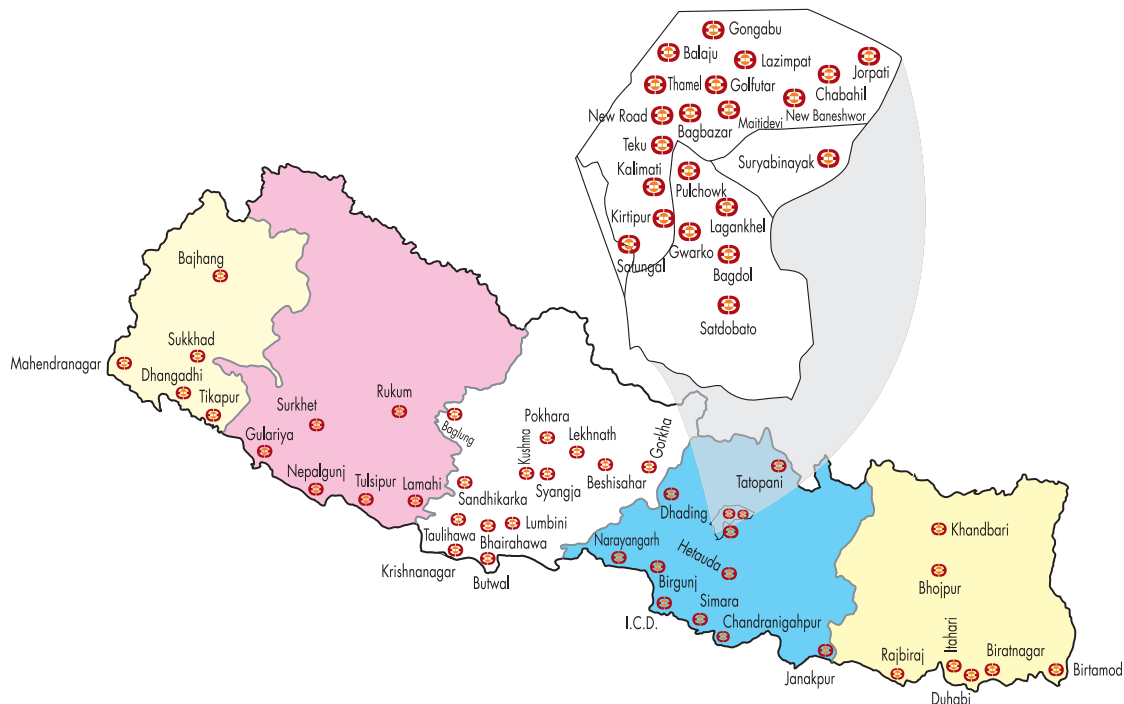 Gongabu
Balaju
Lazimpat
Jorpati
Chabahil
Thamel
Golfutar
New Baneshwor
New Road
Bagbazar
Maitidevi
Teku
Suryabinayak
Kalimati
Pulchowk
Kirtipur
Lagankhel
Satungal
Gwarko
Bagdol
Satdobato
Bajhang
Sukkhad
Mahendranagar
Dhangadhi
Tikapur
Rukum
Surkhet
Gulariya
Nepalgunj
Tulsipur
Lamahi
Baglung
Pokhara
Lekhnath
Gorkha
Kushma
Syangja
Beshisahar
Sandhikarka
Lumbini
Taulihawa
Bhairahawa
Krishnanagar
Butwal
Tatopani
Dhading
Narayangarh
Hetauda
Birgunj
Simara
I.C.D.
Chandranigahpur
Janakpur
Khandbari
Bhojpur
Itahari
Rajbiraj
Biratnagar
Birtamod
Duhabi